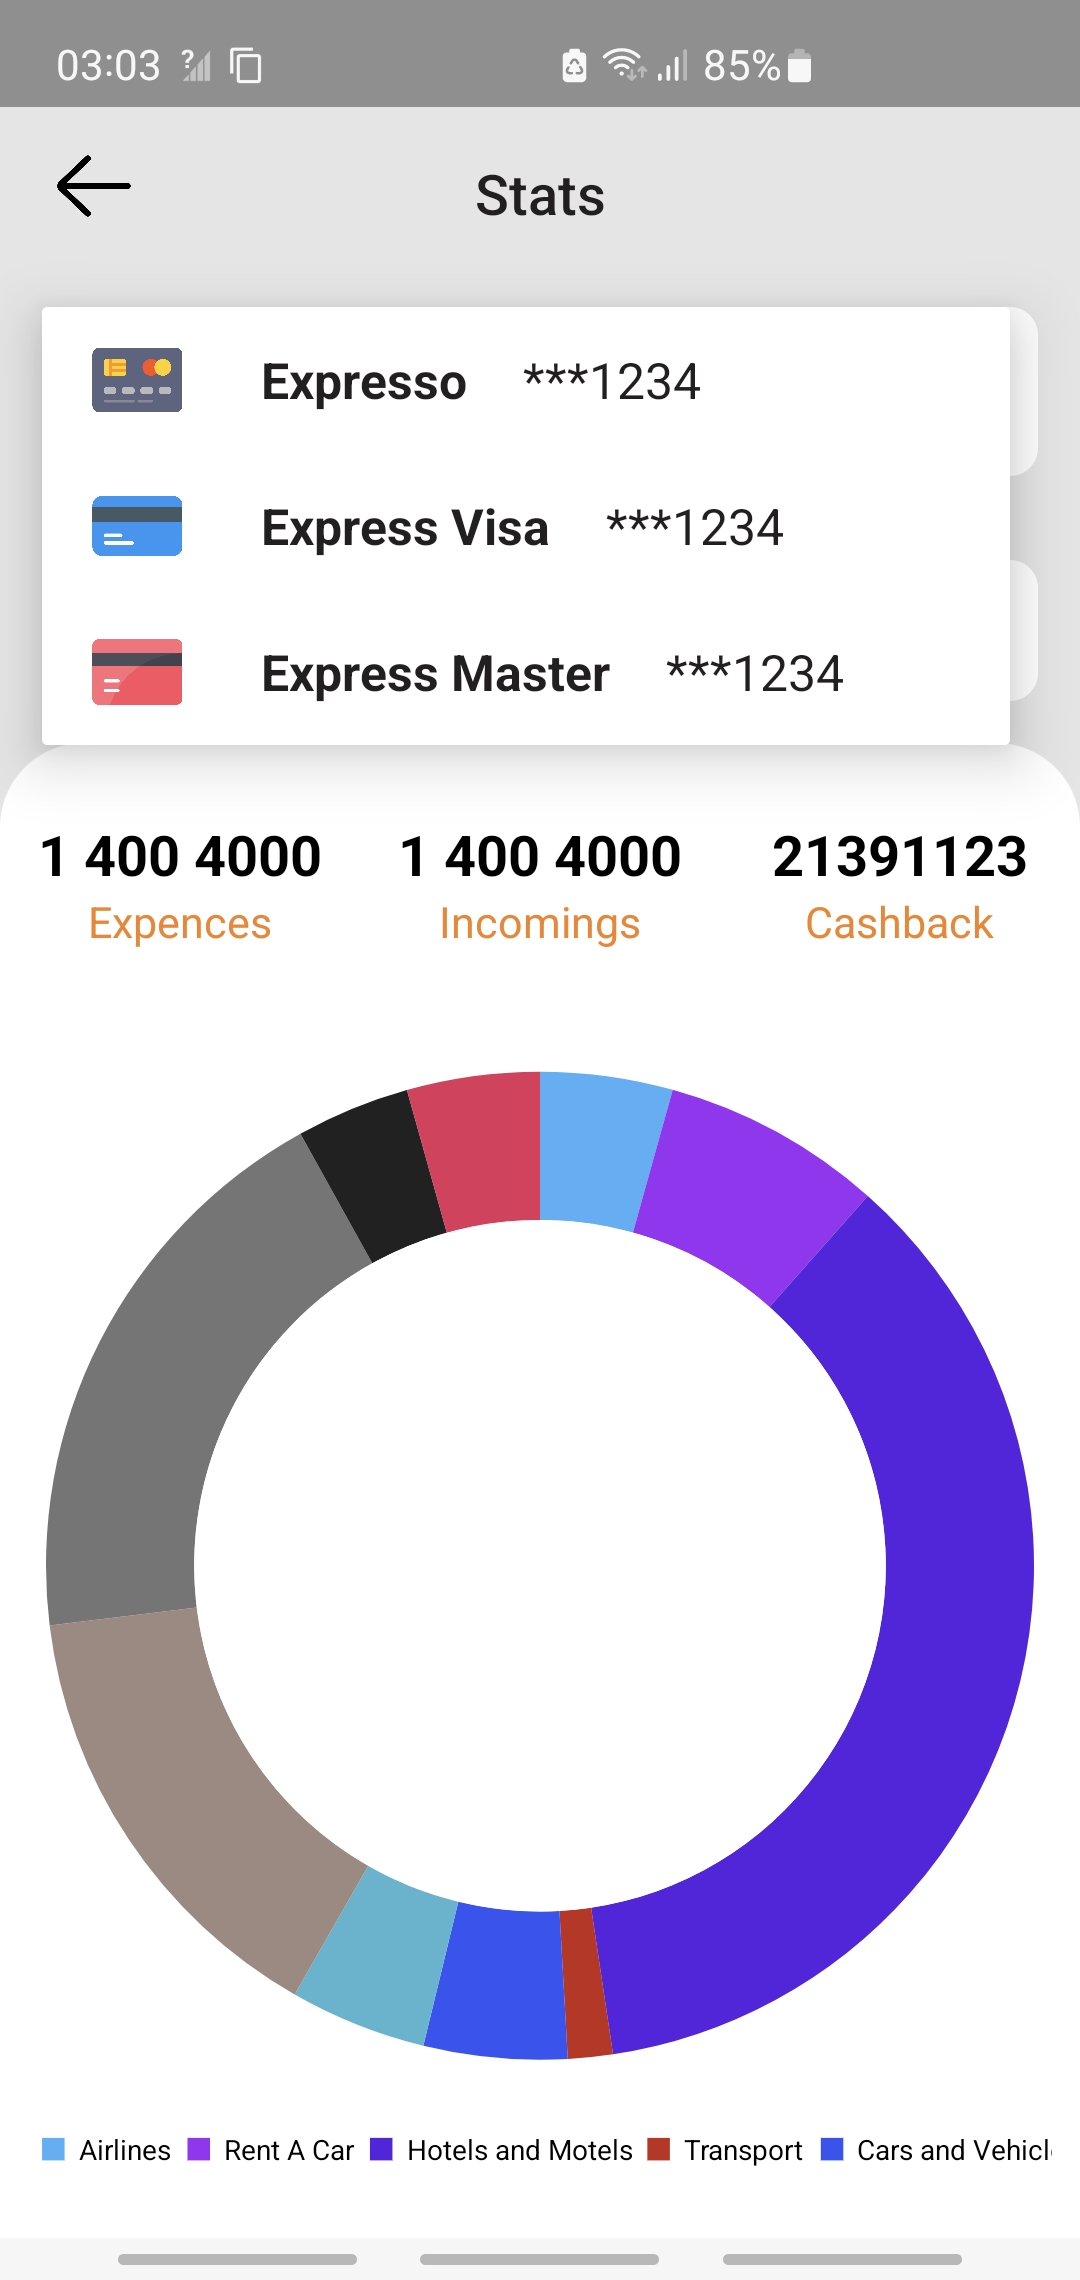 03:03 85%
Stats
Expresso ***1234
Express Visa ***1234
Express Master ***1234
1 400 4000 1 400 4000 21391123
Expences Incomings Cashback
Airlines Rent A Car Hotels and Motels Transport Cars and Vehicl